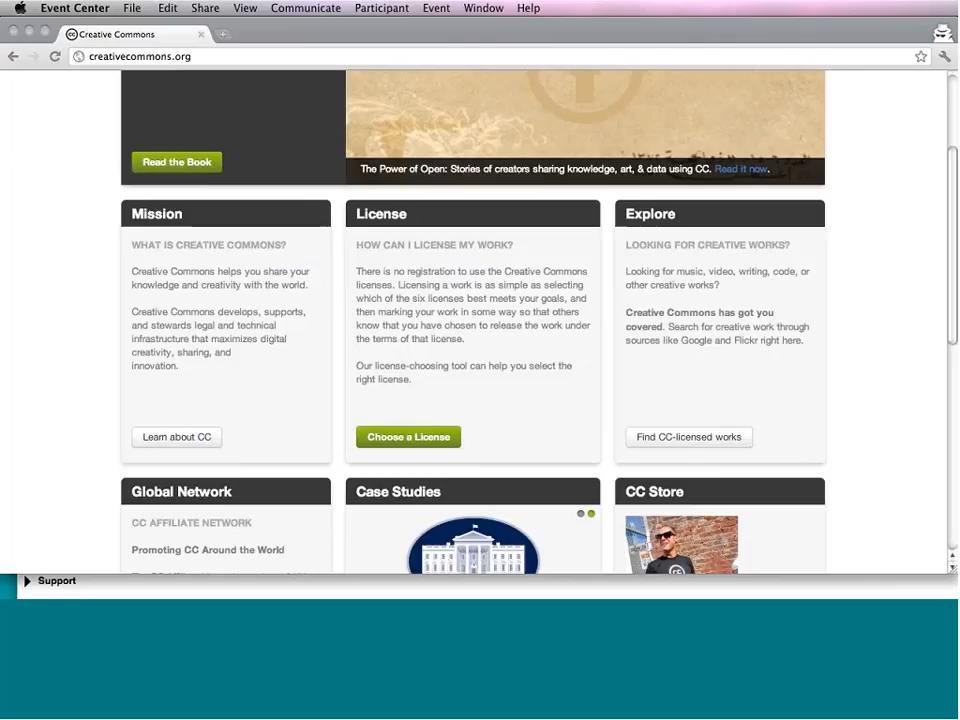 Event Center File Edit Share View Communicate Participant Event Window Help
Creative Commons
creativecommons.org
Read the Book
The Power of Open: Stories of creators sharing knowledge, art, & data using CC. Read it now.
Mission
WHAT IS CREATIVE COMMONS?
Creative Commons helps you share your
knowledge and creativity with the world.
Creative Commons develops, supports,
and stewards legal and technical
infrastructure that maximizes digital
creativity, sharing, and
innovation.
Learn about CC
License
HOW CAN I LICENSE MY WORK?
There is no registration to use the Creative Commons
licenses. Licensing a work is as simple as selecting
which of the six licenses best meets your goals, and
then marking your work in some way so that others
know that you have chosen to release the work under
the terms of that license.
Our license-choosing tool can help you select the
right license.
Choose a License
Explore
LOOKING FOR CREATIVE WORKS?
Looking for music, video, writing, code, or
other creative works?
Creative Commons has got you
covered. Search for creative work through
sources like Google and Flickr right here.
Find CC-licensed works
Global Network
CC AFFILIATE NETWORK
Promoting CC Around the World
Case Studies
CC Store
Support